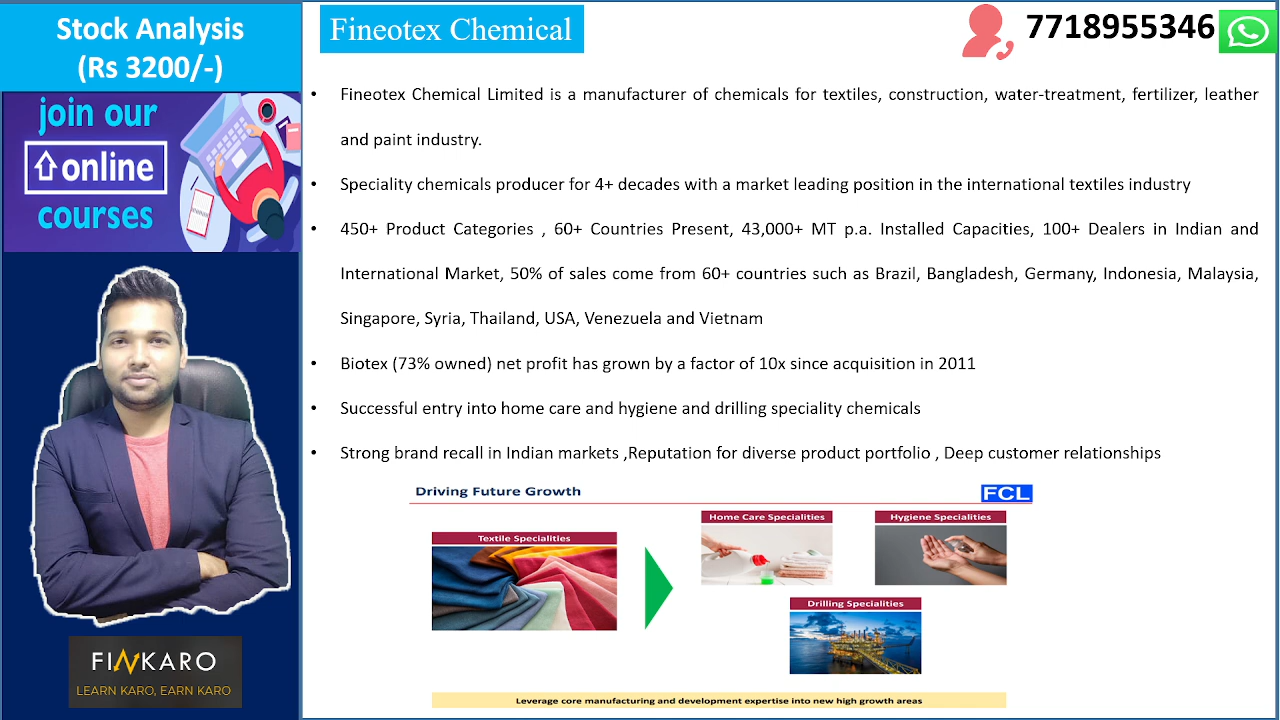 Stock Analysis
(Rs 3200/-)
join our
online
courses
FINKARO
LEARN KARO, EARN KARO
Fineotex Chemical
7718955346
• Fineotex Chemical Limited is a manufacturer of chemicals for textiles, construction, water-treatment, fertilizer, leather
and paint industry.
• Speciality chemicals producer for 4+ decades with a market leading position in the international textiles industry
• 450+ Product Categories , 60+ Countries Present, 43,000+ MT p.a. Installed Capacities, 100+ Dealers in Indian and
International Market, 50% of sales come from 60+ countries such as Brazil, Bangladesh, Germany, Indonesia, Malaysia,
Singapore, Syria, Thailand, USA, Venezuela and Vietnam
• Biotex (73% owned) net profit has grown by a factor of 10x since acquisition in 2011
• Successful entry into home care and hygiene and drilling speciality chemicals
• Strong brand recall in Indian markets ,Reputation for diverse product portfolio , Deep customer relationships
Driving Future Growth
FCL
Textile Specialities
Home Care Specialities
Hygiene Specialities
Drilling Specialities
Leverage core manufacturing and development expertise into new high growth areas